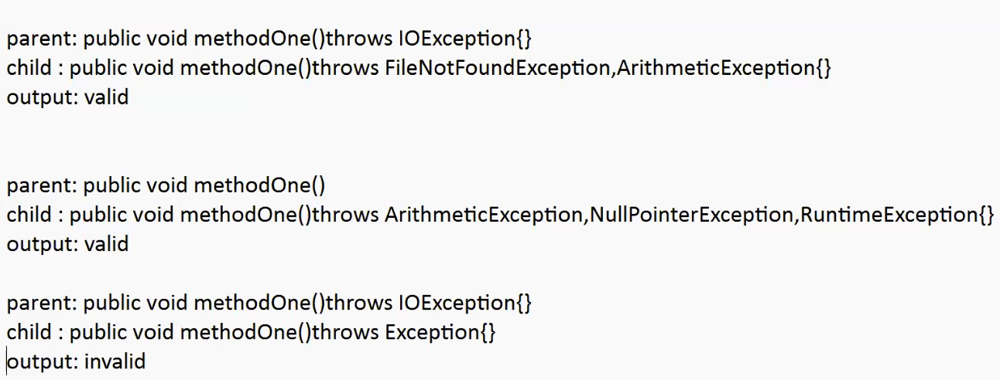 parent: public void methodOne()throws IOException{}
child : public void methodOne()throws FileNotFoundException,ArithmeticException{}
output: valid
parent: public void methodOne()
child : public void methodOne()throws ArithmeticException,NullPointerException,RuntimeException{}
output: valid
parent: public void methodOne()throws IOException{}
child : public void methodOne()throws Exception{}
output: invalid